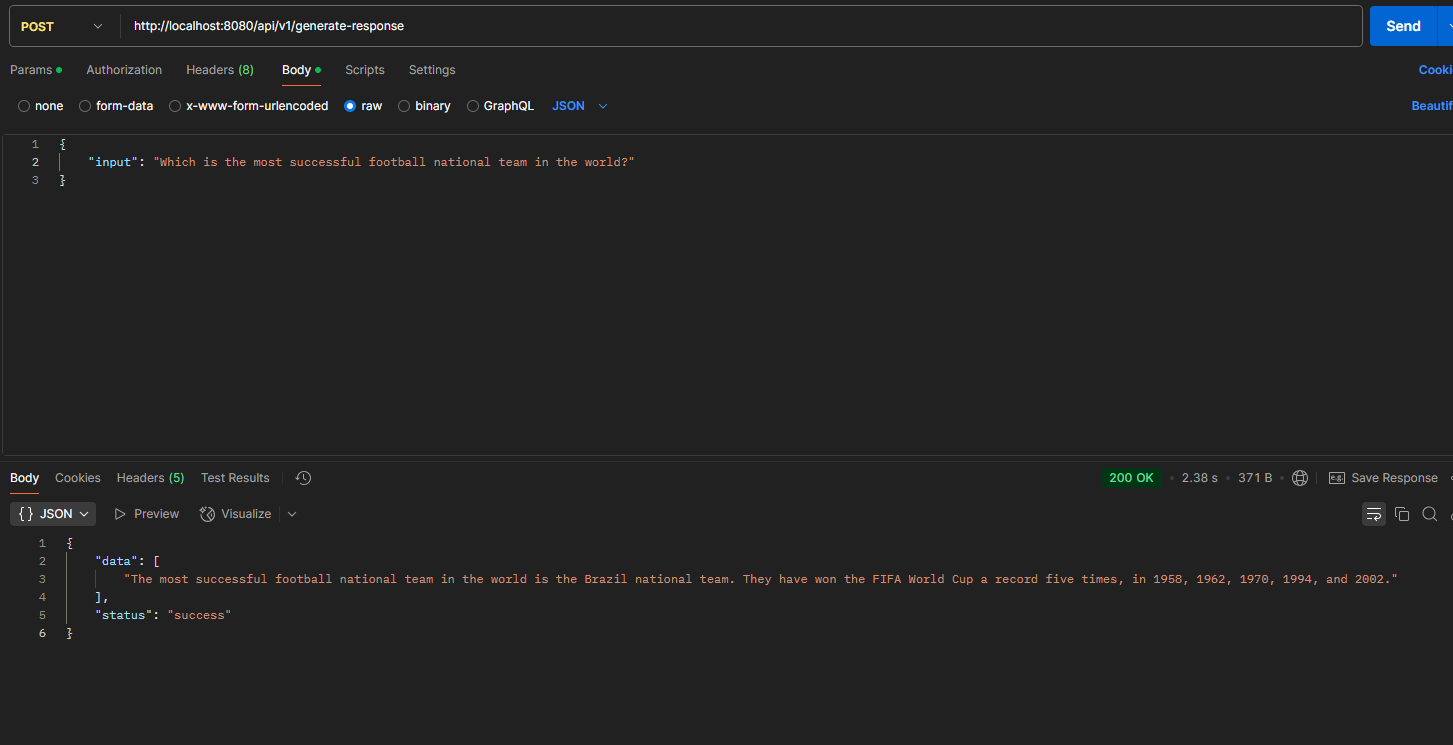 POST http://localhost:8080/api/v1/generate-response Send
Params Authorization Headers (8) Body Scripts Settings Cooki
none form-data x-www-form-urlencoded raw binary GraphQL JSON Beautif
1 {
2 "input": "Which is the most successful football national team in the world?"
3 }
Body Cookies Headers (5) Test Results 200 OK • 2.38 s • 371 B • e.g. Save Response
{} JSON Preview Visualize
1 {
2 "data": [
3 "The most successful football national team in the world is the Brazil national team. They have won the FIFA World Cup a record five times, in 1958, 1962, 1970, 1994, and 2002."
4 ],
5 "status": "success"
6 }